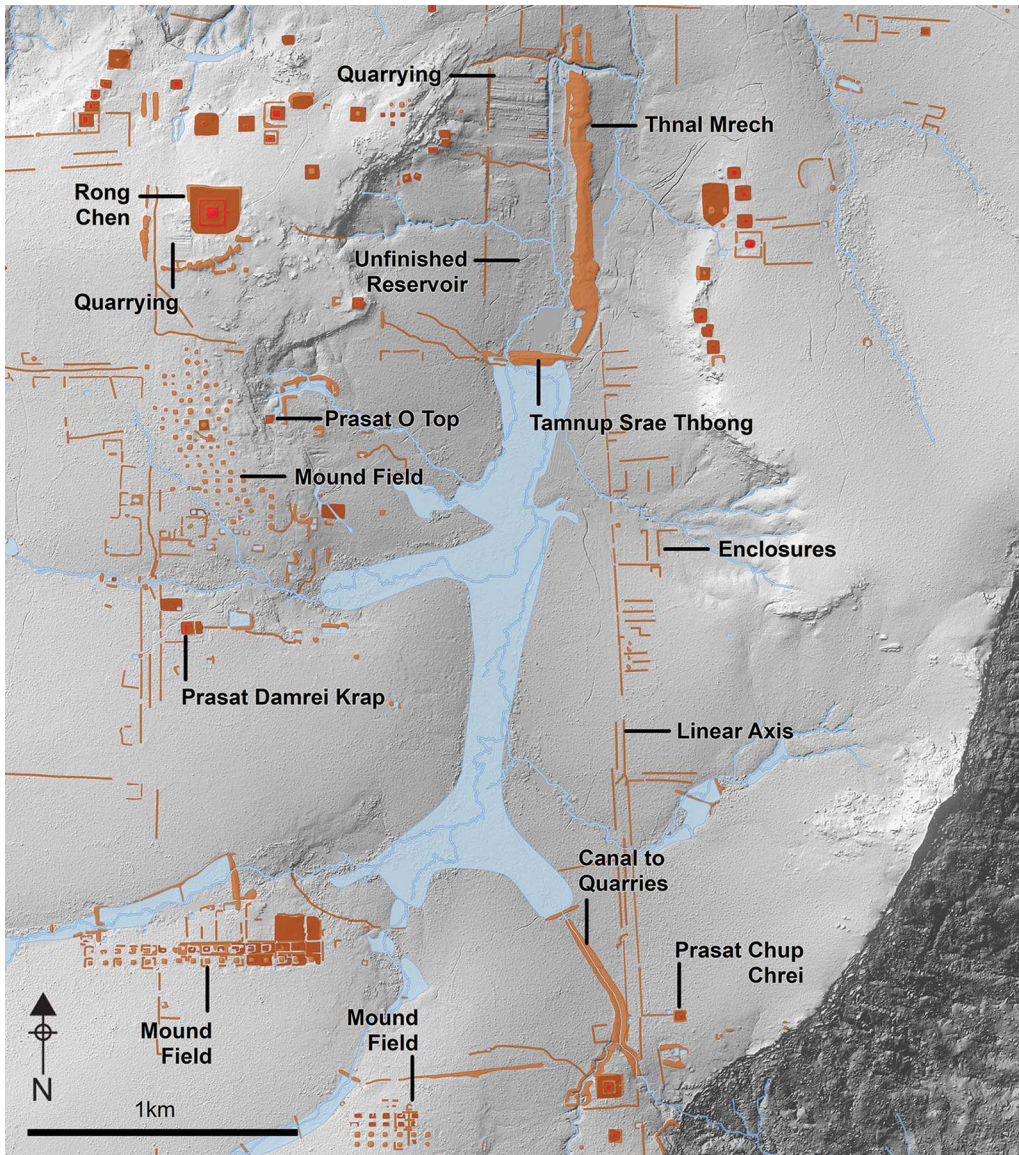 Quarrying
Thnal Mrech
Rong
Chen
Unfinished
Reservoir
Quarrying
Prasat O Top
Tamnup Srae Thbong
Mound Field
Enclosures
Prasat Damrei Krap
Linear Axis
Canal to
Quarries
Prasat Chup
Chrei
Mound
Field
Mound
Field
N
1km